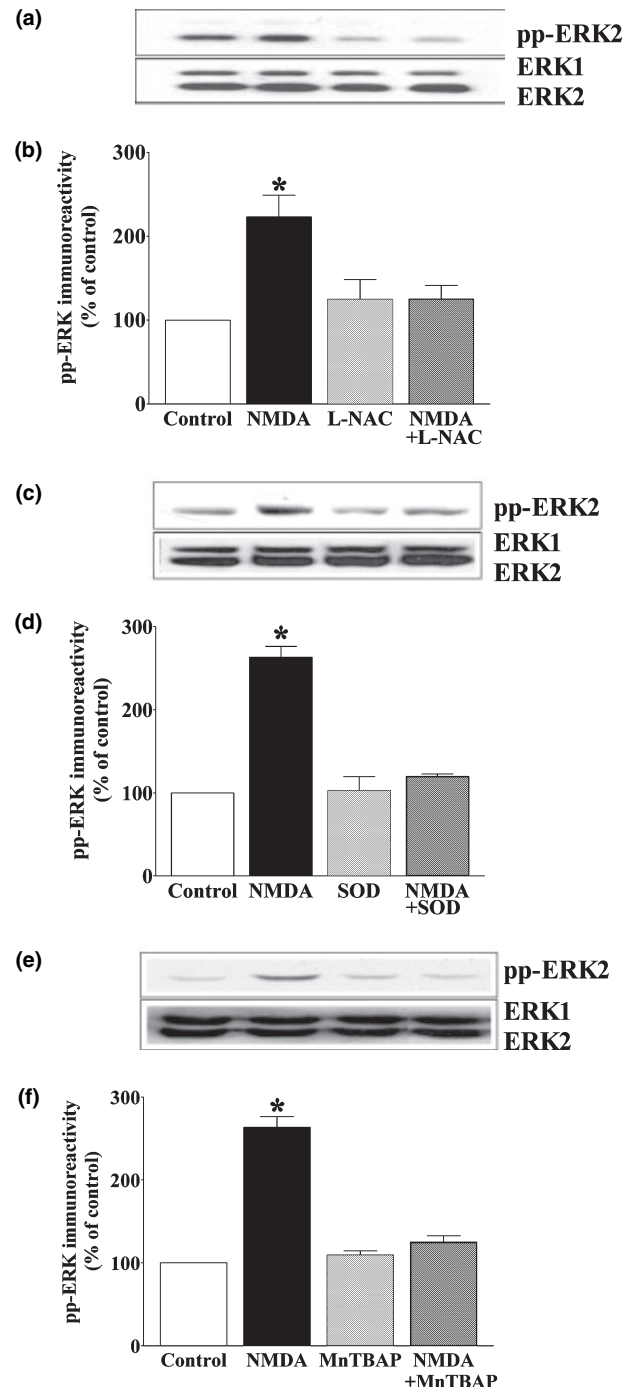 (a)
pp-ERK2
ERK1
ERK2
(b)
pp-ERK immunoreactivity
(% of control)
300
200
100
0
*
Control NMDA L-NAC NMDA
+L-NAC
(c)
pp-ERK2
ERK1
ERK2
(d)
pp-ERK immunoreactivity
(% of control)
300
200
100
0
*
Control NMDA SOD NMDA
+SOD
(e)
pp-ERK2
ERK1
ERK2
(f)
pp-ERK immunoreactivity
(% of control)
300
200
100
0
*
Control NMDA MnTBAP NMDA
+MnTBAP